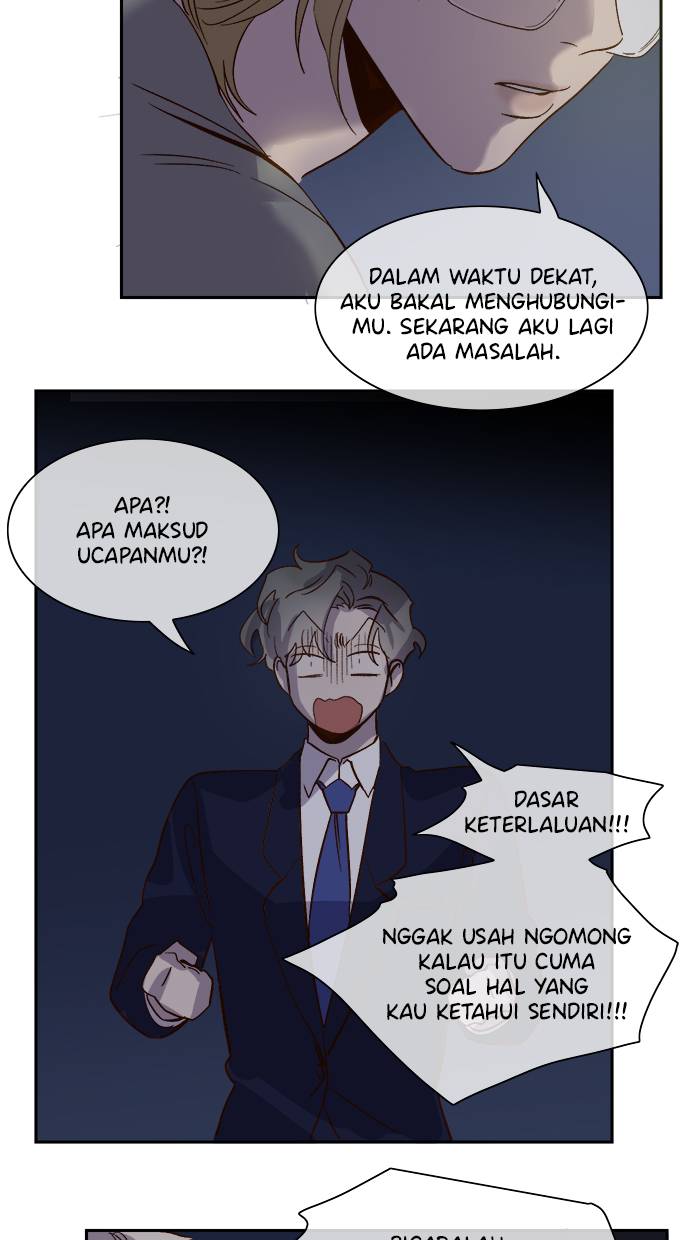 DALAM WAKTU DEKAT,
AKU BAKAL MENGHUBUNGI-
MU. SEKARANG AKU LAGI
ADA MASALAH.
APA?!
APA MAKSUD
UCAPANMU?!
DASAR
KETERLALUAN!!!
NGGAK USAH NGOMONG
KALAU ITU CUMA
SOAL HAL YANG
KAU KETAHUI SENDIRI!!!